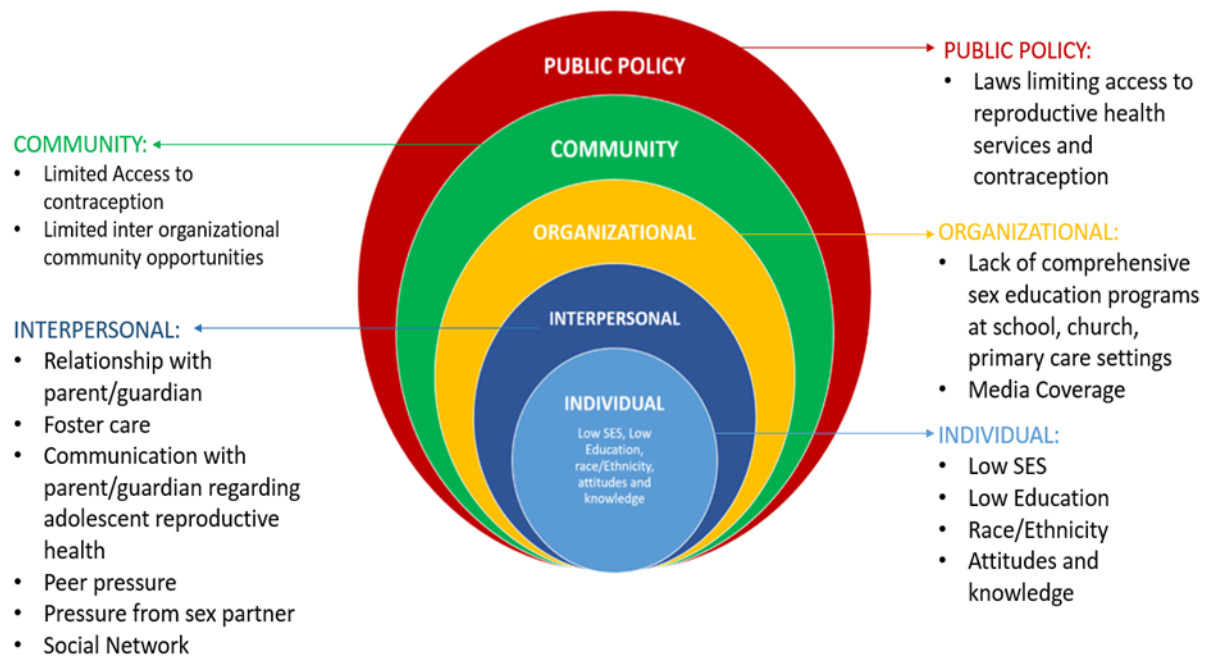 PUBLIC POLICY
COMMUNITY
ORGANIZATIONAL
INTERPERSONAL
INDIVIDUAL
Low SES, Low
Education,
race/Ethnicity,
attitudes and
knowledge
COMMUNITY:
• Limited Access to
contraception
• Limited inter organizational
community opportunities
INTERPERSONAL:
• Relationship with
parent/guardian
• Foster care
• Communication with
parent/guardian regarding
adolescent reproductive
health
• Peer pressure
• Pressure from sex partner
• Social Network
PUBLIC POLICY:
• Laws limiting access to
reproductive health
services and
contraception
ORGANIZATIONAL:
• Lack of comprehensive
sex education programs
at school, church,
primary care settings
• Media Coverage
INDIVIDUAL:
• Low SES
• Low Education
• Race/Ethnicity
• Attitudes and
knowledge